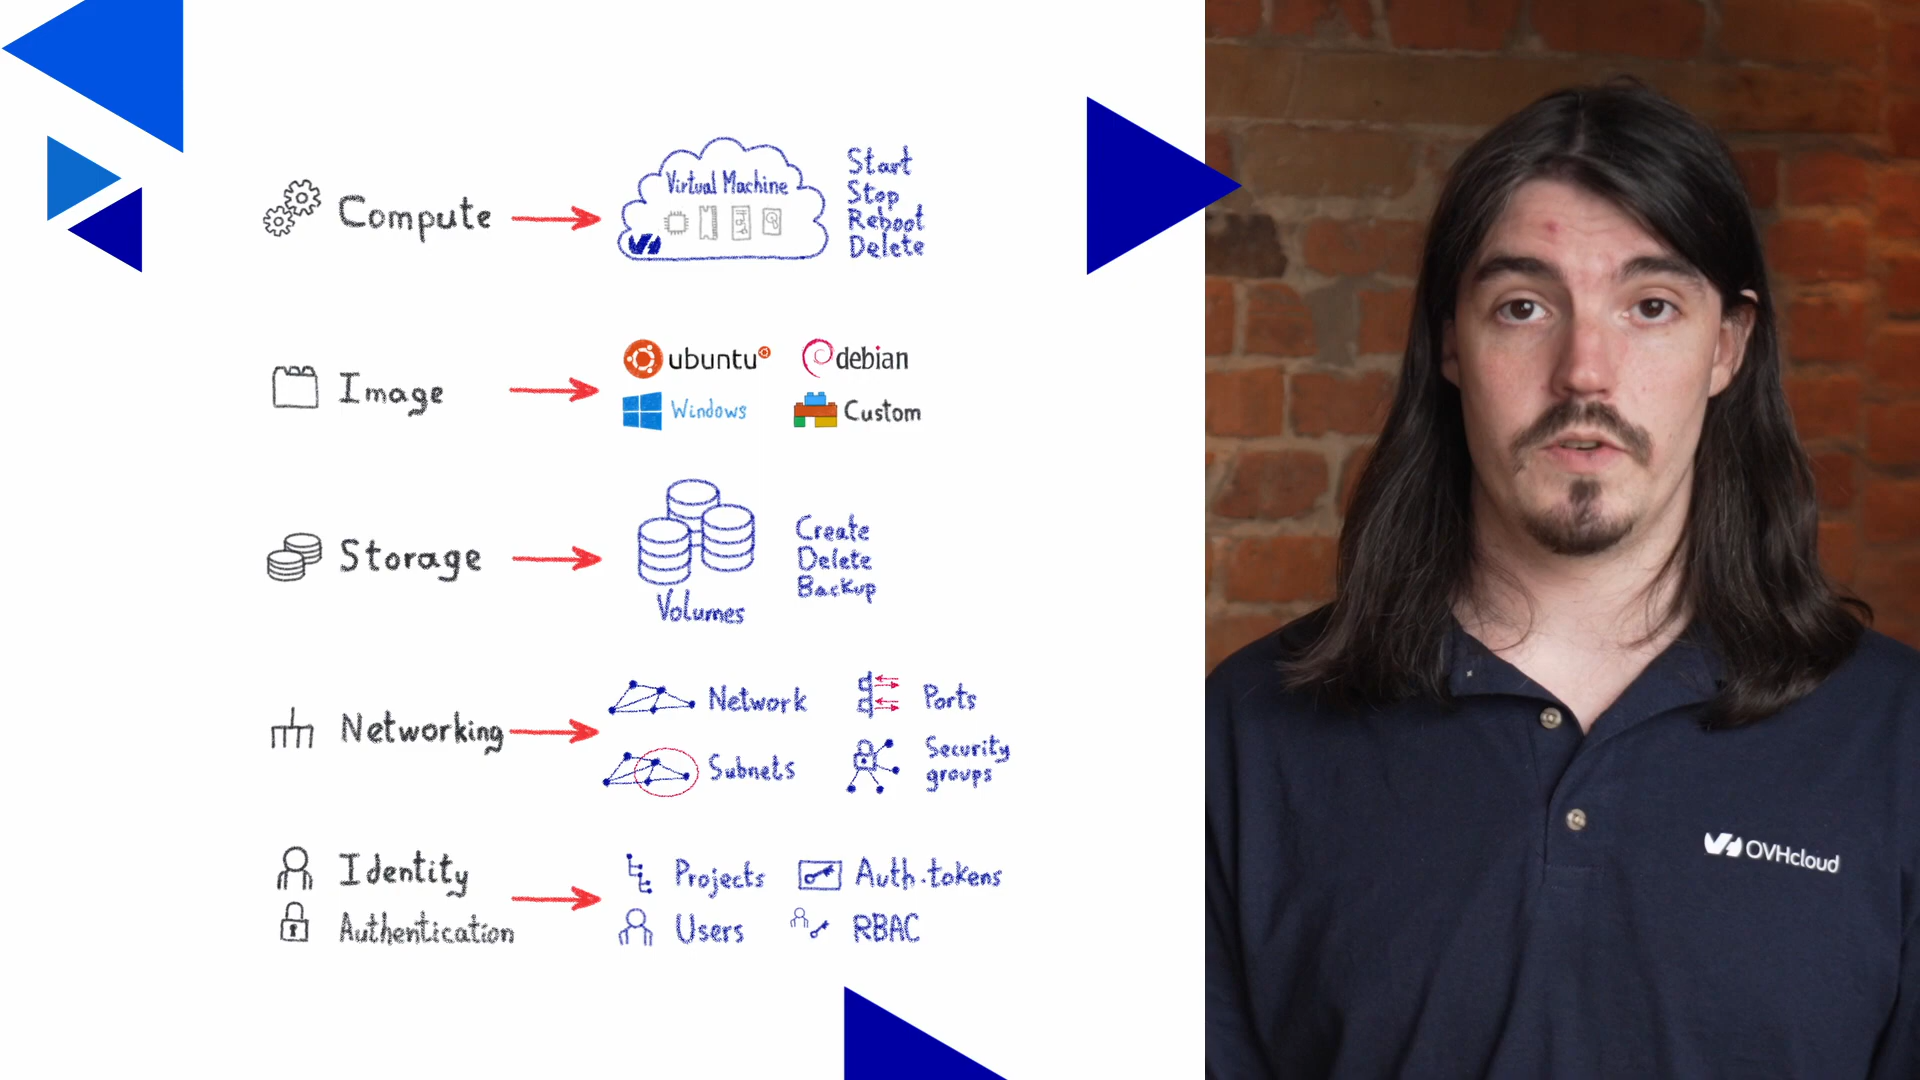 Compute
Virtual Machine
Start
Stop
Reboot
Delete
Image
ubuntu
debian
Windows
Custom
Storage
Volumes
Create
Delete
Backup
Networking
Network
Ports
Subnets
Security
groups
Identity
Authentication
Projects
Auth.tokens
Users
RBAC
OVHcloud